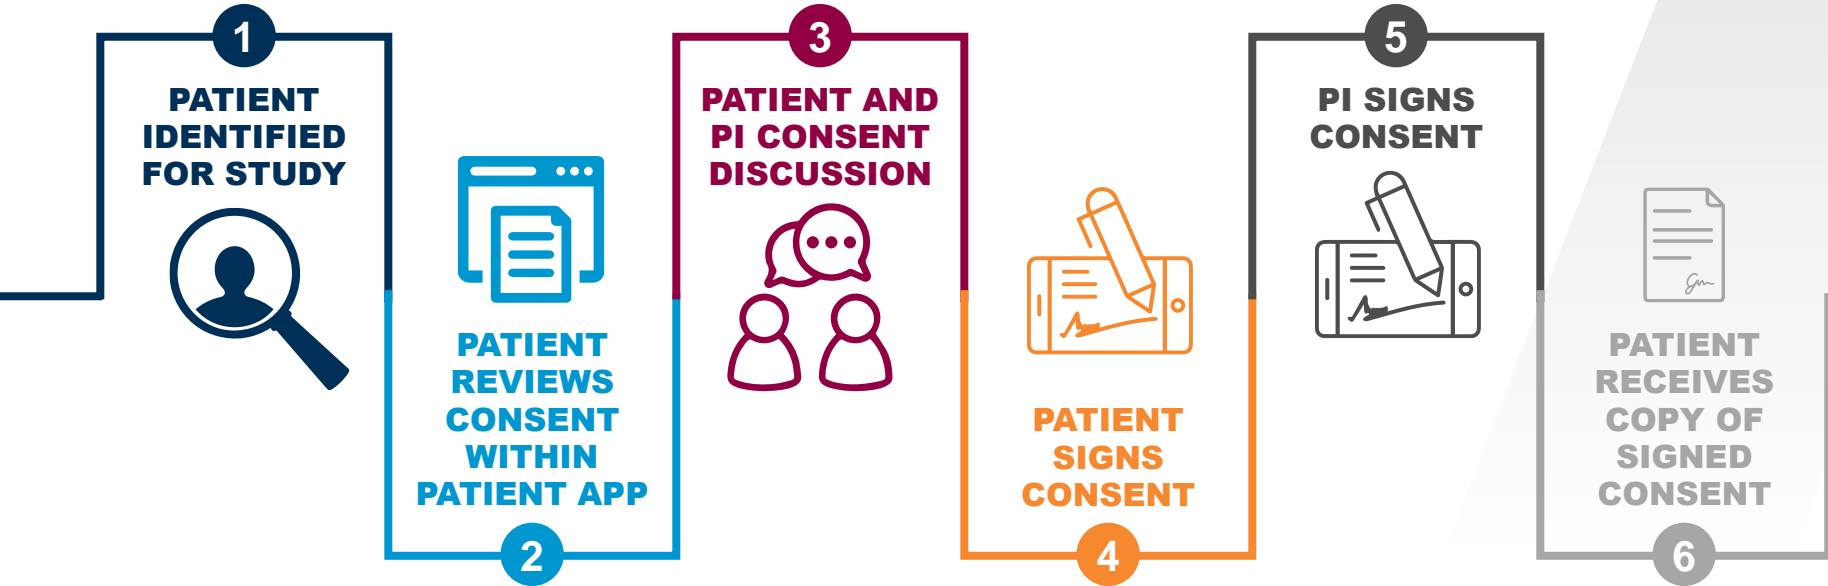 1
PATIENT
IDENTIFIED
FOR STUDY
PATIENT
REVIEWS
CONSENT
WITHIN
PATIENT APP
2
3
PATIENT AND
PI CONSENT
DISCUSSION
PATIENT
SIGNS
CONSENT
4
5
PI SIGNS
CONSENT
PATIENT
RECEIVES
COPY OF
SIGNED
CONSENT
6